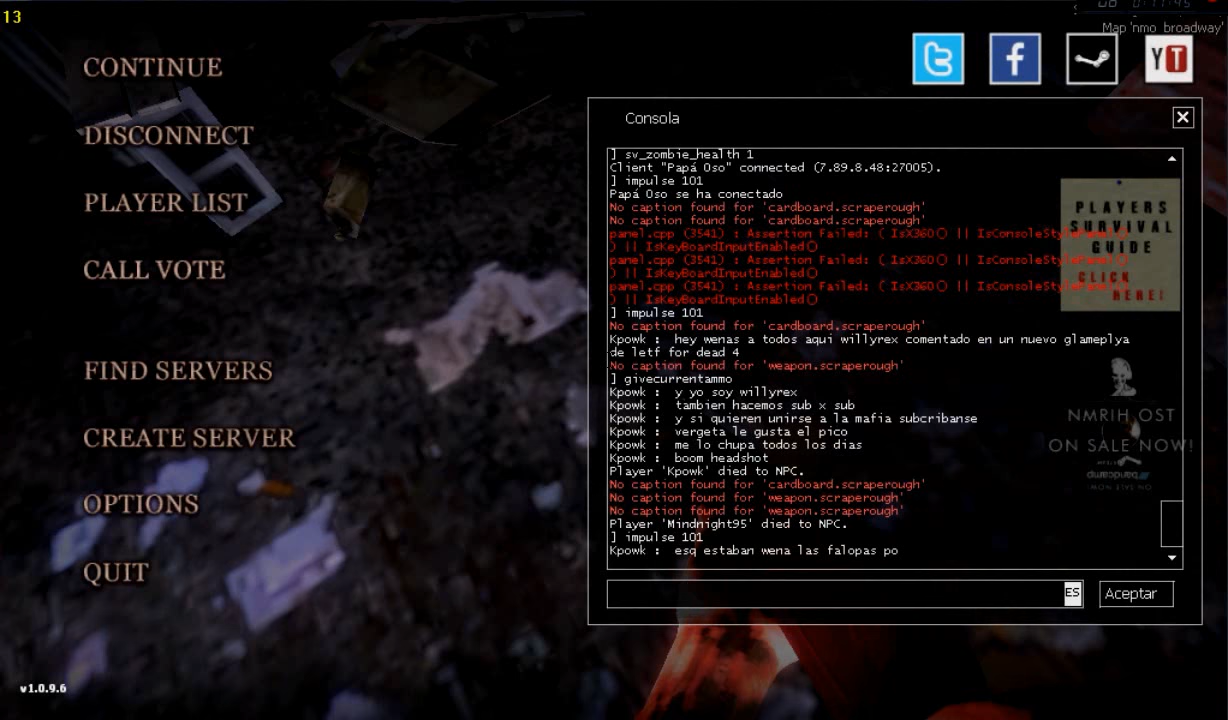 13
Map 'nmo_broadway'
CONTINUE
DISCONNECT
PLAYER LIST
CALL VOTE
FIND SERVERS
CREATE SERVER
OPTIONS
QUIT
v1.0.9.6
YT
Consola
] sv_zombie_health 1
Client "Papá Oso" connected (7.89.8.48:27005).
] impulse 101
Papá Oso se ha conectado
No caption found for 'cardboard.scraperough'
No caption found for 'cardboard.scraperough'
panel.cpp (3541) : Assertion Failed: ( IsX360() || IsConsoleStylePanel()
) || IsKeyBoardInputEnabled()
panel.cpp (3541) : Assertion Failed: ( IsX360() || IsConsoleStylePanel()
) || IsKeyBoardInputEnabled()
panel.cpp (3541) : Assertion Failed: ( IsX360() || IsConsoleStylePanel()
) || IsKeyBoardInputEnabled()
] impulse 101
No caption found for 'cardboard.scraperough'
Kpowk :  hey wenas a todos aqui willyrex comentado en un nuevo glameplya
de letf for dead 4
No caption found for 'weapon.scraperough'
] givecurrentammo
Kpowk :  y yo soy willyrex
Kpowk :  tambien hacemos sub x sub
Kpowk :  y si quieren unirse a la mafia subcribanse
Kpowk :  vergeta le gusta el pico
Kpowk :  me lo chupa todos los dias
Kpowk :  boom headshot
Player 'Kpowk' died to NPC.
No caption found for 'cardboard.scraperough'
No caption found for 'weapon.scraperough'
No caption found for 'weapon.scraperough'
Player 'Mindnight95' died to NPC.
] impulse 101
Kpowk :  esq estaban wena las falopas po
ES
Aceptar
PLAYERS
SURVIVAL
GUIDE
CLICK
HERE!
NMRIH OST
ON SALE NOW!
bandcamp